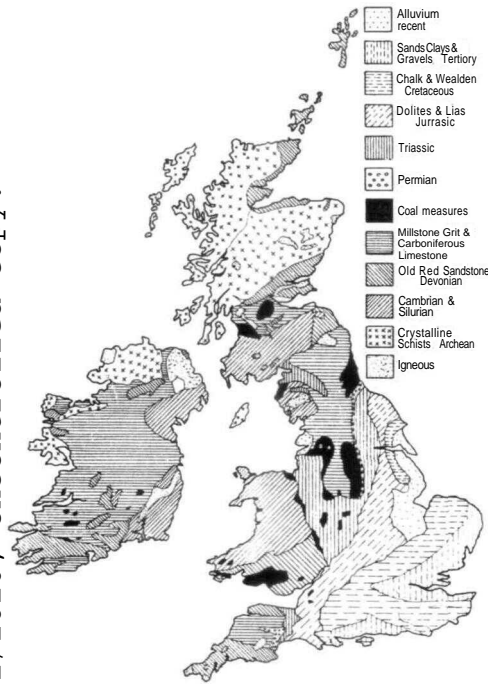 Alluvium
recent
Sands Clays &
Gravels Tertiory
Chalk & Wealden
Cretaceous
Dolites & Lias
Jurrasic
Triassic
Permian
Coal measures
Millstone Grit &
Carboniferous
Limestone
Old Red Sandstone
Devonian
Cambrian &
Silurian
Crystalline
Schists Archean
Igneous